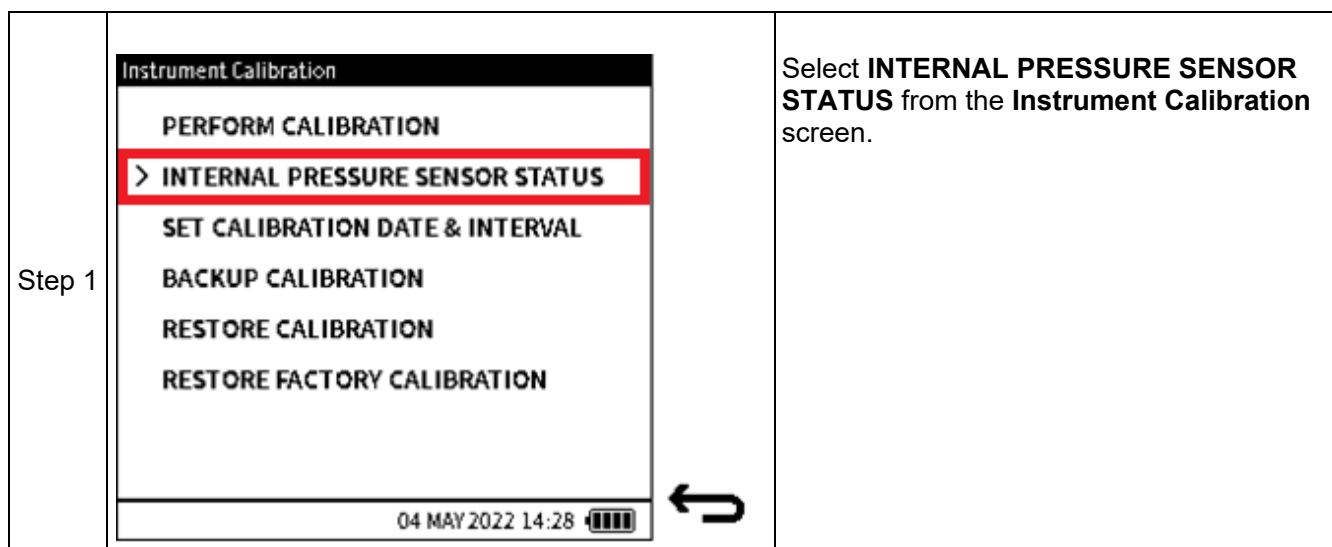 Step 1
Instrument Calibration
PERFORM CALIBRATION
> INTERNAL PRESSURE SENSOR STATUS
SET CALIBRATION DATE & INTERVAL
BACKUP CALIBRATION
RESTORE CALIBRATION
RESTORE FACTORY CALIBRATION
04 MAY 2022 14:28
Select INTERNAL PRESSURE SENSOR
STATUS from the Instrument Calibration
screen.